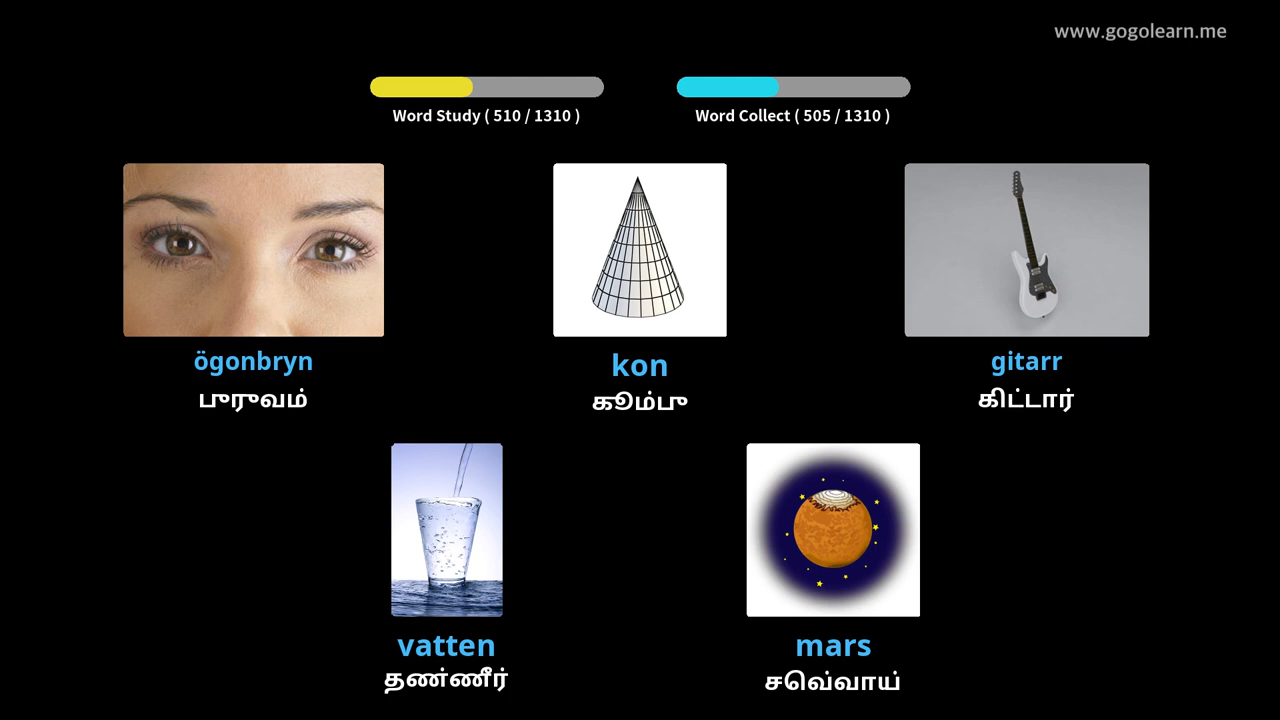 www.gogolearn.me
Word Study ( 510 / 1310 )
Word Collect ( 505 / 1310 )
ögonbryn
புருவம்
kon
கூம்பு
gitarr
கிட்டார்
vatten
தண்ணீர்
mars
செவ்வாய்